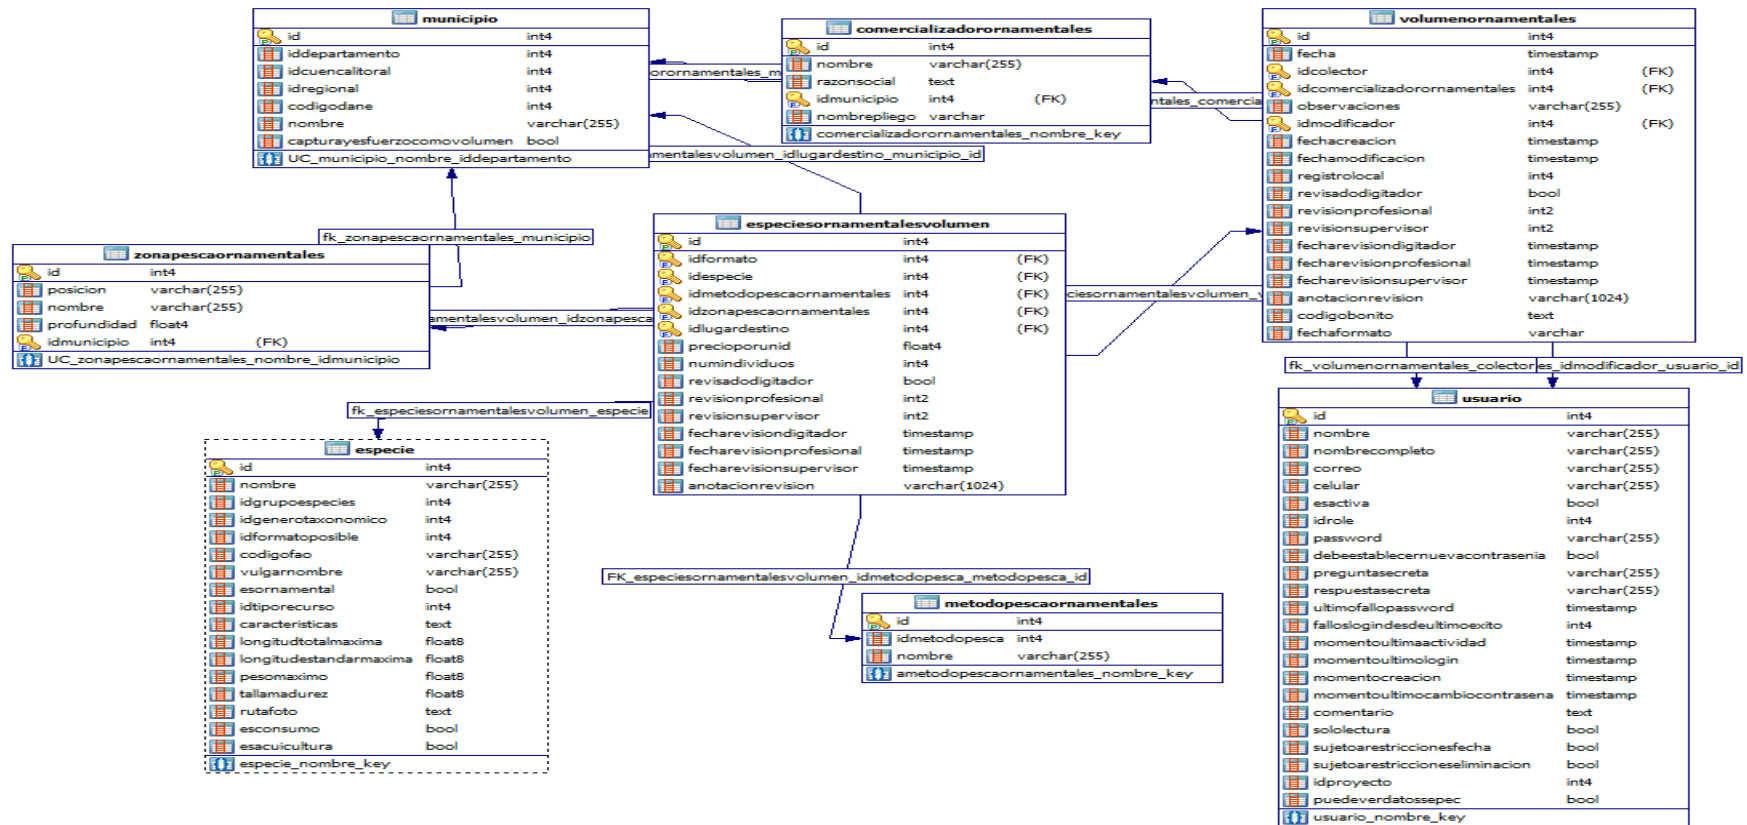 municipio
id int4
iddepartamento int4
idcuencalitoral int4
idregional int4
codigodane int4
nombre varchar(255)
capturayesfuerzocomovolumen bool
UC_municipio_nombre_iddepartamento
comercializadorornamentales
id int4
nombre varchar(255)
razonsocial text
idmunicipio int4 (FK)
nombrepliego varchar
comercializadorornamentales_nombre_key
volumenornamentales
id int4
fecha timestamp
idcolector int4 (FK)
idcomercializadorornamentales int4 (FK)
observaciones varchar(255)
idmodificador int4 (FK)
fechacreacion timestamp
fechamodificacion timestamp
registrolocal int4
revisadodigitador bool
revisionprofesional int2
revisionsupervisor int2
fecharevisiondigitador timestamp
fecharevisionprofesional timestamp
fecharevisionsupervisor timestamp
anotacionrevision varchar(1024)
codigobonito text
fechaformato varchar
orornamentales_m
ntales_comercia
mentalesvolumen_idlugardestino_municipio_id
fk_zonapescaornamentales_municipio
zonapescaornamentales
id int4
posicion varchar(255)
nombre varchar(255)
profundidad float4
idmunicipio int4 (FK)
UC_zonapescaornamentales_nombre_idmunicipio
amentalesvolumen_idzonapesca
especiesornamentalesvolumen
id int4
idformato int4 (FK)
idespecie int4 (FK)
idmetodopescaornamentales int4 (FK)
idzonapescaornamentales int4 (FK)
idlugardestino int4 (FK)
precioporunid float4
numindividuos int4
revisadodigitador bool
revisionprofesional int2
revisionsupervisor int2
fecharevisiondigitador timestamp
fecharevisionprofesional timestamp
fecharevisionsupervisor timestamp
anotacionrevision varchar(1024)
ciesornamentalesvolumen_v
fk_volumenornamentales_colector
es_idmodificador_usuario_id
fk_especiesornamentalesvolumen_especie
especie
id int4
nombre varchar(255)
idgrupoespecies int4
idgenerotaxonomico int4
idformatoposible int4
codigofao varchar(255)
vulgarnombre varchar(255)
esornamental bool
idtiporecurso int4
caracteristicas text
longitudtotalmaxima float8
longitudestandarmaxima float8
pesomaximo float8
tallamadurez float8
rutafoto text
esconsumo bool
esacuicultura bool
especie_nombre_key
FK_especiesornamentalesvolumen_idmetodopesca_metodopesca_id
metodopescaornamentales
id int4
idmetodopesca int4
nombre varchar(255)
ametodopescaornamentales_nombre_key
usuario
id int4
nombre varchar(255)
nombrecompleto varchar(255)
correo varchar(255)
celular varchar(255)
esactiva bool
idrole int4
password varchar(255)
debeestablecernuevacontrasenia bool
preguntasecreta varchar(255)
respuestasecreta varchar(255)
ultimofallopassword timestamp
falloslogindesdeultimoexito int4
momentoultimaactividad timestamp
momentoultimologin timestamp
momentocreacion timestamp
momentoultimocambiocontrasena timestamp
comentario text
sololectura bool
sujetoarestriccionesfecha bool
sujetoarestriccioneseliminacion bool
idproyecto int4
puedeverdatossepec bool
usuario_nombre_key